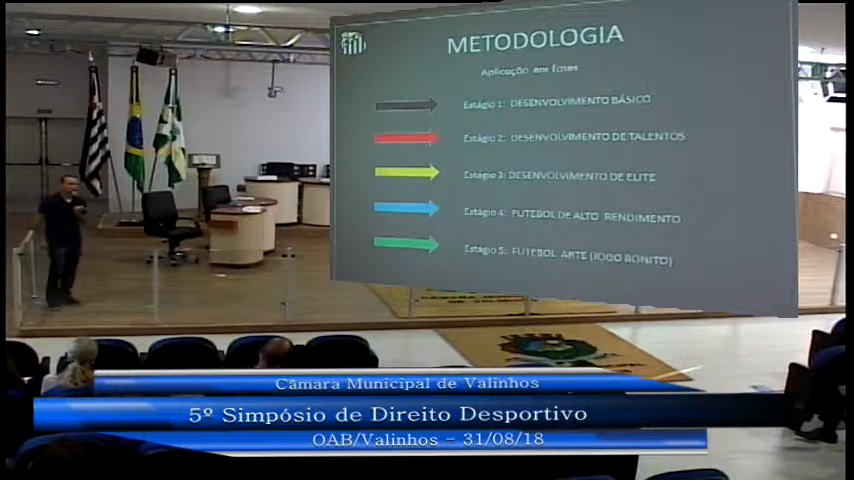 METODOLOGIA
Aplicação em fases
Estágio 1: DESENVOLVIMENTO BÁSICO
Estágio 2: DESENVOLVIMENTO DE TALENTOS
Estágio 3: DESENVOLVIMENTO DE ELITE
Estágio 4: FUTEBOL DE ALTO RENDIMENTO
Estágio 5: FUTEBOL ARTE (JOGO BONITO)
Câmara Municipal de Valinhos
5º Simpósio de Direito Desportivo
OAB/Valinhos - 31/08/18